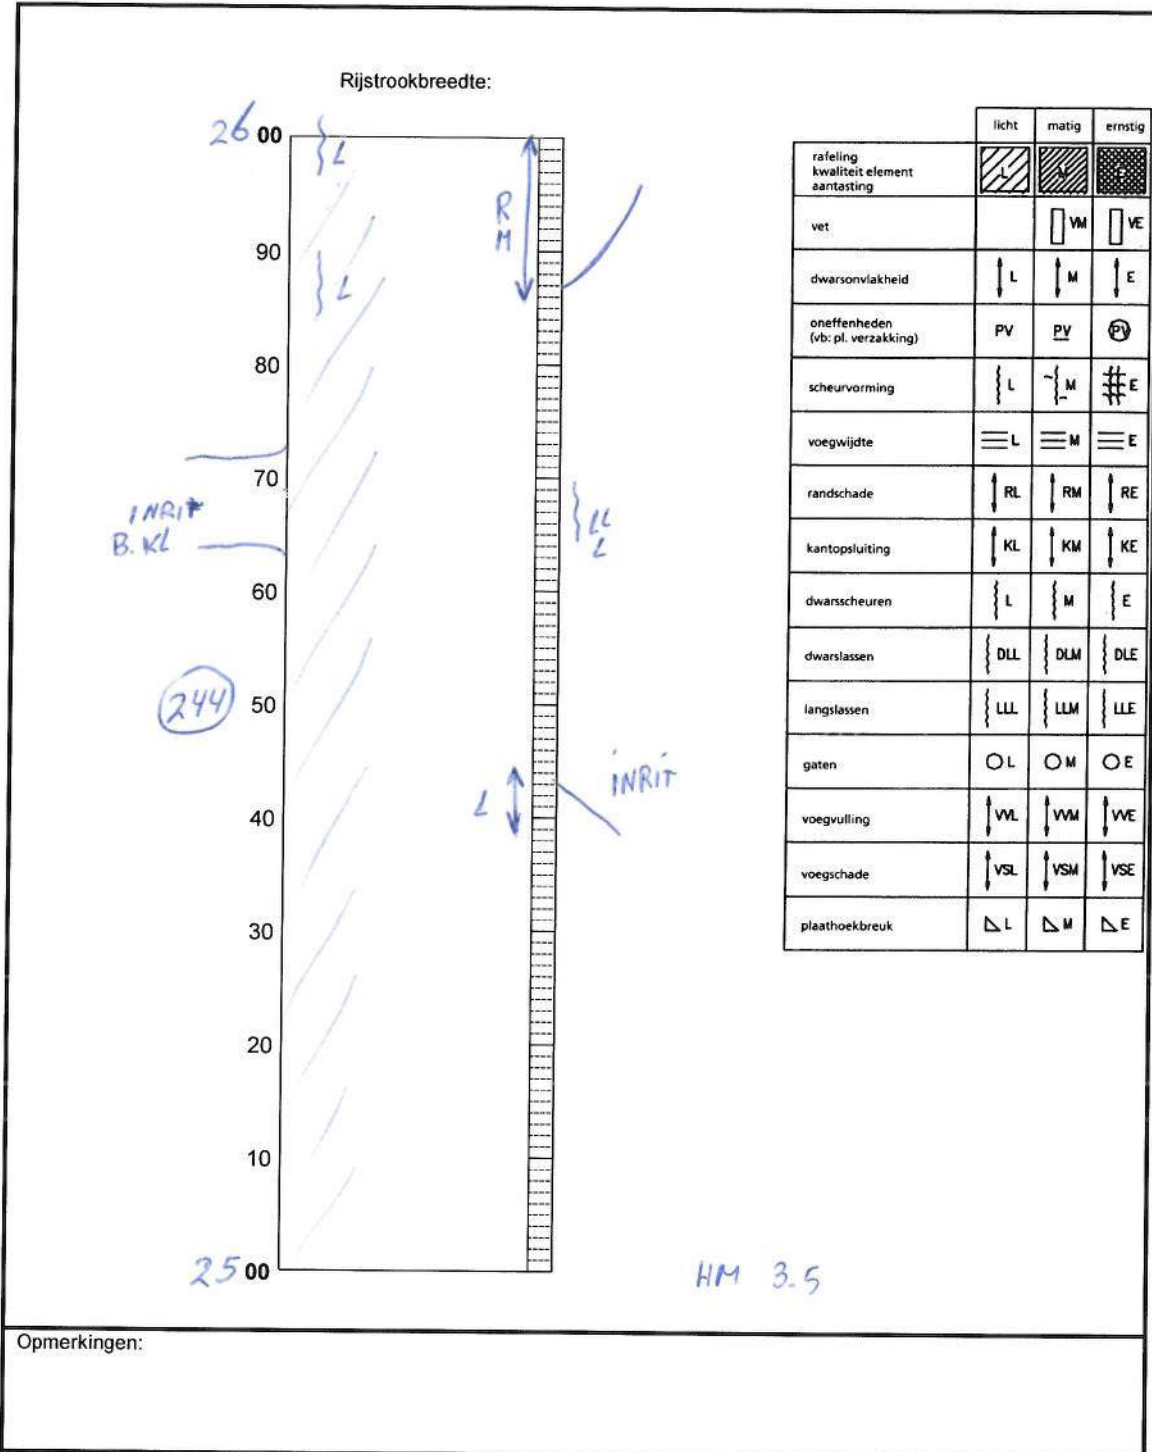 Rijstrookbreedte:
26 00
L
R
M
90
L
80
70
INRIT
B. KL
LL
L
60
244
50
INRIT
L
40
30
20
10
25 00
HM 3.5
licht matig ernstig
rafeling
kwaliteit element
aantasting
L M E
vet
VM VE
dwarsonvlakheid
L M E
oneffenheden
(vb: pl. verzakking)
PV PV PV
scheurvorming
L M E
voegwijdte
L M E
randschade
RL RM RE
kantopsluiting
KL KM KE
dwarsscheuren
L M E
dwarslassen
DLL DLM DLE
langslassen
LLL LLM LLE
gaten
L M E
voegvulling
VVL VVM VVE
voegschade
VSL VSM VSE
plaathoekbreuk
L M E
Opmerkingen: